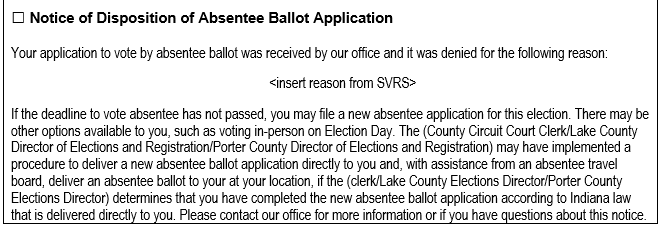 ☐ Notice of Disposition of Absentee Ballot Application
Your application to vote by absentee ballot was received by our office and it was denied for the following reason:
<insert reason from SVRS>
If the deadline to vote absentee has not passed, you may file a new absentee application for this election. There may be
other options available to you, such as voting in-person on Election Day. The (County Circuit Court Clerk/Lake County
Director of Elections and Registration/Porter County Director of Elections and Registration) may have implemented a
procedure to deliver a new absentee ballot application directly to you and, with assistance from an absentee travel
board, deliver an absentee ballot to your at your location, if the (clerk/Lake County Elections Director/Porter County
Elections Director) determines that you have completed the new absentee ballot application according to Indiana law
that is delivered directly to you. Please contact our office for more information or if you have questions about this notice.